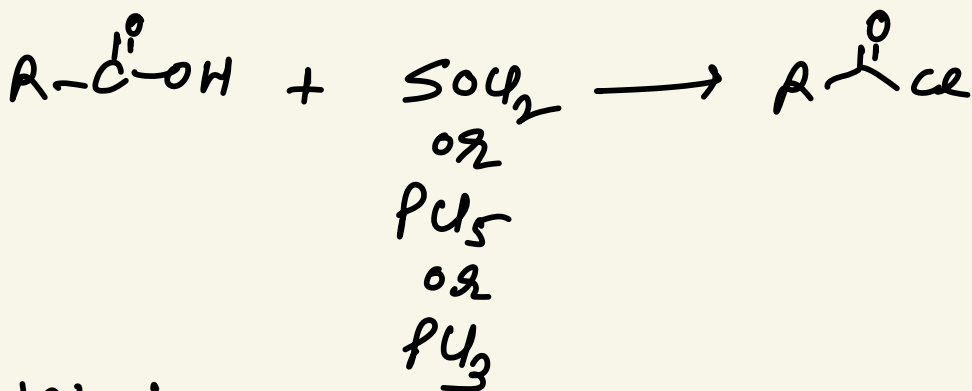 O O
R-C-OH + SOCl₂ → R Cl
or
PCl₅
or
PCl₃